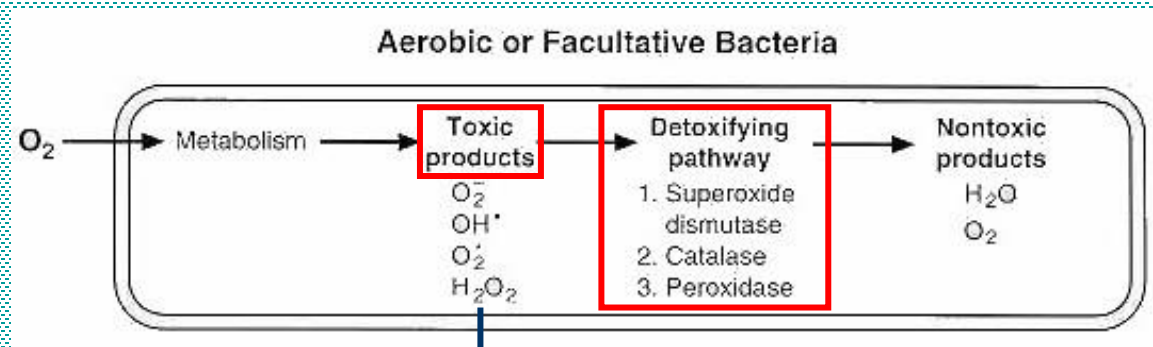 Aerobic or Facultative Bacteria
O₂
Metabolism
Toxic
products
O₂⁻
OH•
O₂•
H₂O₂
Detoxifying
pathway
1. Superoxide
dismutase
2. Catalase
3. Peroxidase
Nontoxic
products
H₂O
O₂